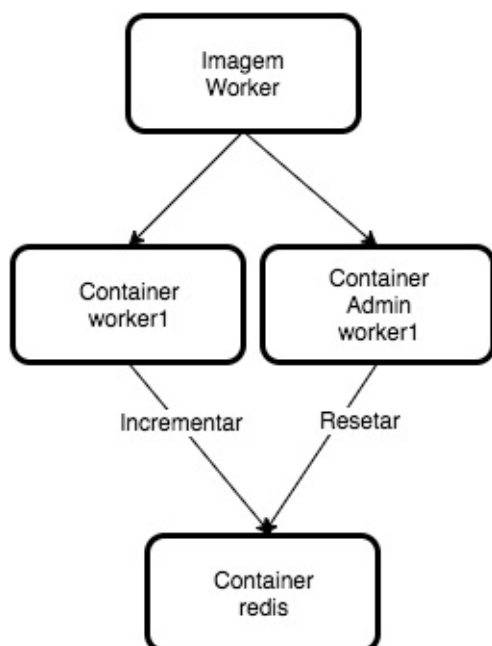 Imagem
Worker
Container
worker1
Container
Admin
worker1
Incrementar
Resetar
Container
redis